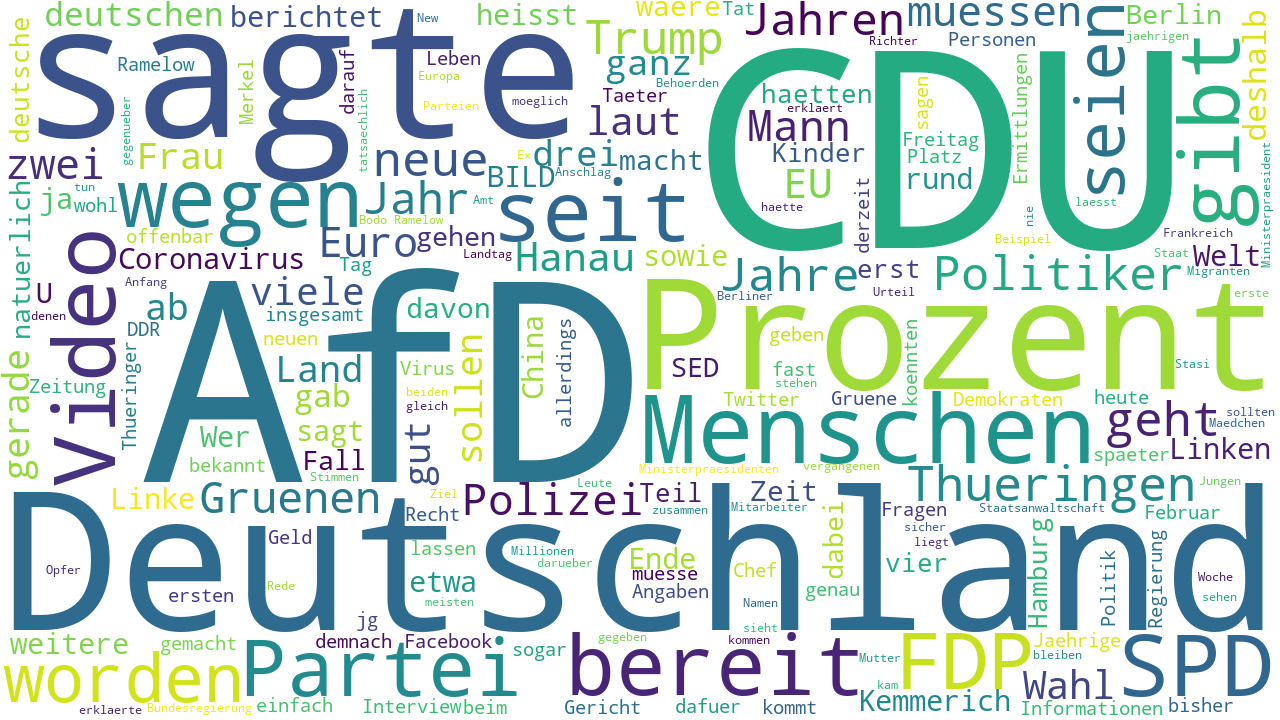 deutschen
berichtet
heisst
waere
Tat
Jahren
muessen
Berlin
deutsche
sagte
New
Trump
Richter
Personen
jaehrigen
deshalb
Ramelow
Merkel
darauf
Leben
Europa
Parteien
moeglich
ganz
Behoerden
Taeter
haetten
erklaert
CDU
seien
gibt
gegenueber
tatsaechlich
laut
Mann
sagen
Freitag
Platz
Ermittlungen
Ministerpraesident
zwei
Frau
neue
Ex
drei
Anschlag
macht
Kinder
rund
tun
ja
wohl
wegen
Jahr
BILD
Amt
seit
EU
haette
derzeit
nie
laesst
Bodo Ramelow
offenbar
Euro
gehen
Landtag
Hanau
sowie
Beispiel
Frankreich
Staat
Welt
natuerlich
Video
Coronavirus
Tag
Anfang
viele
Jahre
erst
Politiker
Migranten
U
denen
ab
insgesamt
AfD
davon
Berliner
Urteil
Prozent
erste
DDR
Thueringer
neuen
sollen
China
allerdings
geben
koennten
gerade
Zeitung
Land
Virus
SED
fast
stehen
Stasi
gab
beiden
gleich
Twitter
Gruene
Demokraten
heute
sollten
Maedchen
Wer
sagt
gut
Menschen
geht
bekannt
Fall
Stimmen
Ministerpraesidenten
vergangenen
spaeter
Linken
Linke
Gruenen
Ziel
Polizei
Leute
Teil
zusammen
Zeit
Mitarbeiter
Thueringen
Jungen
Staatsanwaltschaft
Februar
Recht
Fragen
sicher
liegt
dabei
Deutschland
Geld
lassen
Millionen
darueber
Ende
muesse
Angaben
Chef
vier
Hamburg
Politik
Regierung
Opfer
ersten
Rede
etwa
meisten
Namen
genau
Woche
sehen
jg
weitere
gemacht
demnach
Facebook
sogar
gegeben
kommen
sieht
Mutter
Jaehrige
bleiben
worden
Partei
bereit
kam
FDP
SPD
Wahl
erklaerte
Bundesregierung
einfach
Interview
beim
Gericht
dafuer
kommt
Kemmerich
Informationen
bisher